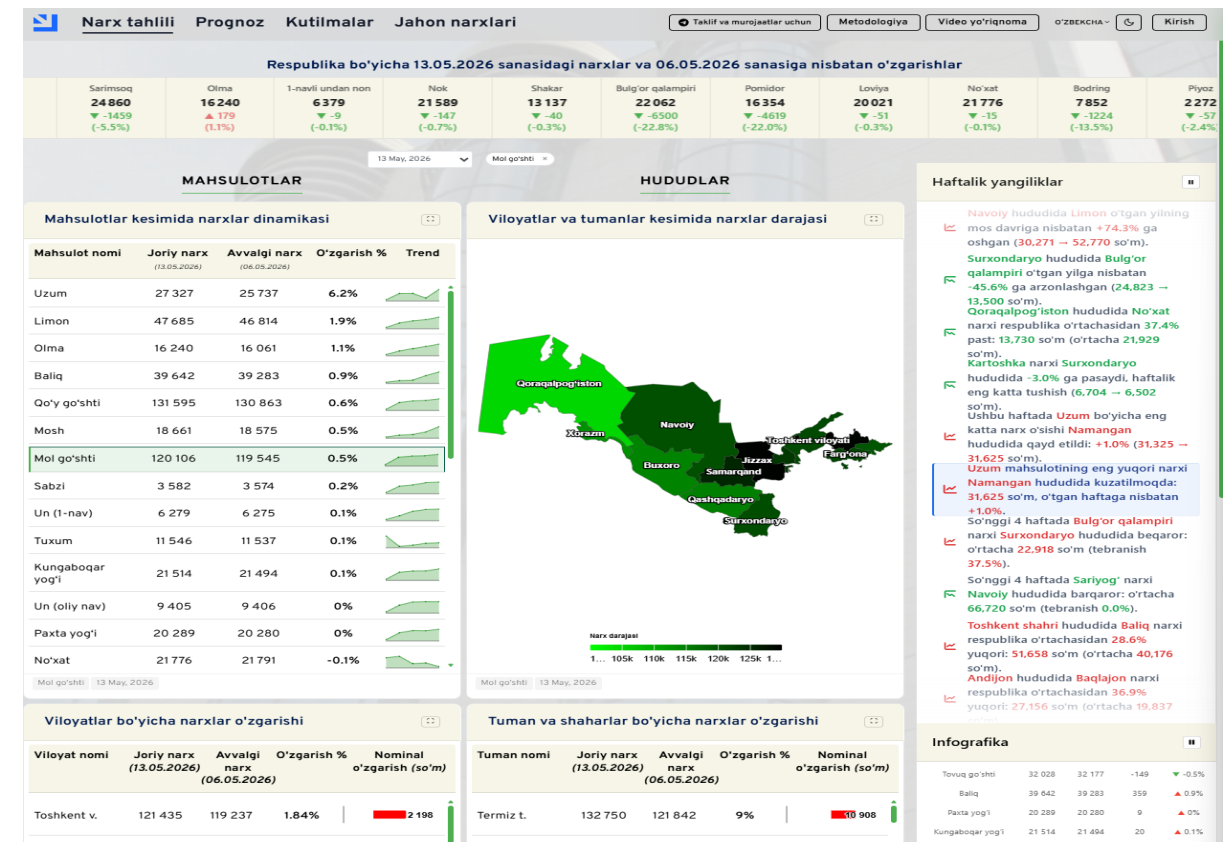 Narx tahlili Prognoz Kutilmalar Jahon narxlari Taklif va murojaatlar uchun Metodologiya Video yo'riqnoma O'ZBEKCHA Kirish
Respublika bo'yicha 13.05.2026 sanasidagi narxlar va 06.05.2026 sanasiga nisbatan o'zgarishlar
Sarimsoq Olma 1-navli undan non Nok Shakar Bulg'or qalampiri Pomidor Loviya No'xat Bodring Piyoz
24 860 16 240 6 379 21 589 13 137 22 062 16 354 20 021 21 776 7 852 2 272
▼ -1459 ▲ 179 ▼ -9 ▼ -147 ▼ -40 ▼ -6500 ▼ -4619 ▼ -51 ▼ -15 ▼ -1224 ▼ -57
(-5.5%) (1.1%) (-0.1%) (-0.7%) (-0.3%) (-22.8%) (-22.0%) (-0.3%) (-0.1%) (-13.5%) (-2.4%
13 May, 2026 Mol go'shti ×
MAHSULOTLAR
Mahsulotlar kesimida narxlar dinamikasi
Mahsulot nomi Joriy narx Avvalgi narx O'zgarish % Trend
(13.05.2026) (06.05.2026)
Uzum 27 327 25 737 6.2%
Limon 47 685 46 814 1.9%
Olma 16 240 16 061 1.1%
Baliq 39 642 39 283 0.9%
Qo'y go'shti 131 595 130 863 0.6%
Mosh 18 661 18 575 0.5%
Mol go'shti 120 106 119 545 0.5%
Sabzi 3 582 3 574 0.2%
Un (1-nav) 6 279 6 275 0.1%
Tuxum 11 546 11 537 0.1%
Kungaboqar
yog'i 21 514 21 494 0.1%
Un (oliy nav) 9 405 9 406 0%
Paxta yog'i 20 289 20 280 0%
No'xat 21 776 21 791 -0.1%
Mol go'shti 13 May, 2026
HUDUDLAR
Viloyatlar va tumanlar kesimida narxlar darajasi
Qoraqalpog'iston
Navoiy
Xorazm
Toshkent viloyati
Farg'ona
Buxoro
Jizzax
Samarqand
Qashqadaryo
Surxondaryo
Narx darajasi
1... 105k 110k 115k 120k 125k 1...
Mol go'shti 13 May, 2026
Viloyatlar bo'yicha narxlar o'zgarishi
Viloyat nomi Joriy narx Avvalgi O'zgarish % Nominal
(13.05.2026) narx o'zgarish (so'm)
(06.05.2026)
Toshkent v. 121 435 119 237 1.84% 2 198
Tuman va shaharlar bo'yicha narxlar o'zgarishi
Tuman nomi Joriy narx Avvalgi O'zgarish % Nominal
(13.05.2026) narx o'zgarish (so'm)
(06.05.2026)
Termiz t. 132 750 121 842 9% 10 908
Haftalik yangiliklar
Navoiy hududida Limon o'tgan yilning
mos davriga nisbatan +74.3% ga
oshgan (30,271 → 52,770 so'm).
Surxondaryo hududida Bulg'or
qalampiri o'tgan yilga nisbatan
-45.6% ga arzonlashgan (24,823 →
13,500 so'm).
Qoraqalpog'iston hududida No'xat
narxi respublika o'rtachasidan 37.4%
past: 13,730 so'm (o'rtacha 21,929
so'm).
Kartoshka narxi Surxondaryo
hududida -3.0% ga pasaydi, haftalik
eng katta tushish (6,704 → 6,502
so'm).
Ushbu haftada Uzum bo'yicha eng
katta narx o'sishi Namangan
hududida qayd etildi: +1.0% (31,325 →
31,625 so'm).
Uzum mahsulotining eng yuqori narxi
Namangan hududida kuzatilmoqda:
31,625 so'm, o'tgan haftaga nisbatan
+1.0%.
So'nggi 4 haftada Bulg'or qalampiri
narxi Surxondaryo hududida beqaror:
o'rtacha 22,918 so'm (tebranish
37.5%).
So'nggi 4 haftada Sariyog' narxi
Navoiy hududida barqaror: o'rtacha
66,720 so'm (tebranish 0.0%).
Toshkent shahri hududida Baliq narxi
respublika o'rtachasidan 28.6%
yuqori: 51,658 so'm (o'rtacha 40,176
so'm).
Andijon hududida Baqlajon narxi
respublika o'rtachasidan 36.9%
yuqori: 27,156 so'm (o'rtacha 19,837
so'm).
Infografika
Tovuq go'shti 32 028 32 177 -149 ▼ -0.5%
Baliq 39 642 39 283 359 ▲ 0.9%
Paxta yog'i 20 289 20 280 9 ▲ 0%
Kungaboqar yog'i 21 514 21 494 20 ▲ 0.1%